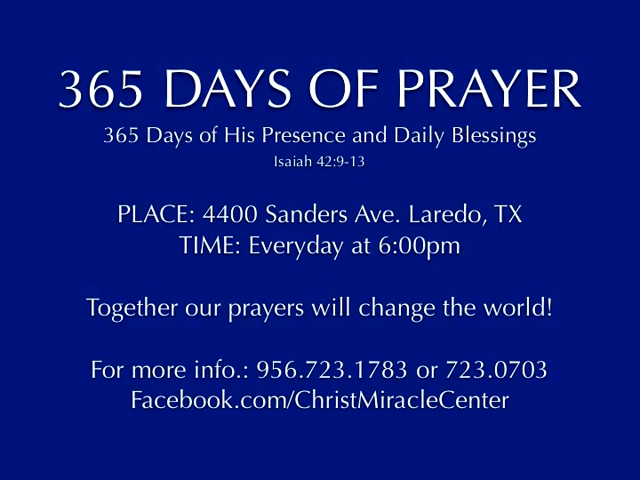 365 DAYS OF PRAYER
365 Days of His Presence and Daily Blessings
Isaiah 42:9-13
PLACE: 4400 Sanders Ave. Laredo, TX
TIME: Everyday at 6:00pm
Together our prayers will change the world!
For more info.: 956.723.1783 or 723.0703
Facebook.com/ChristMiracleCenter